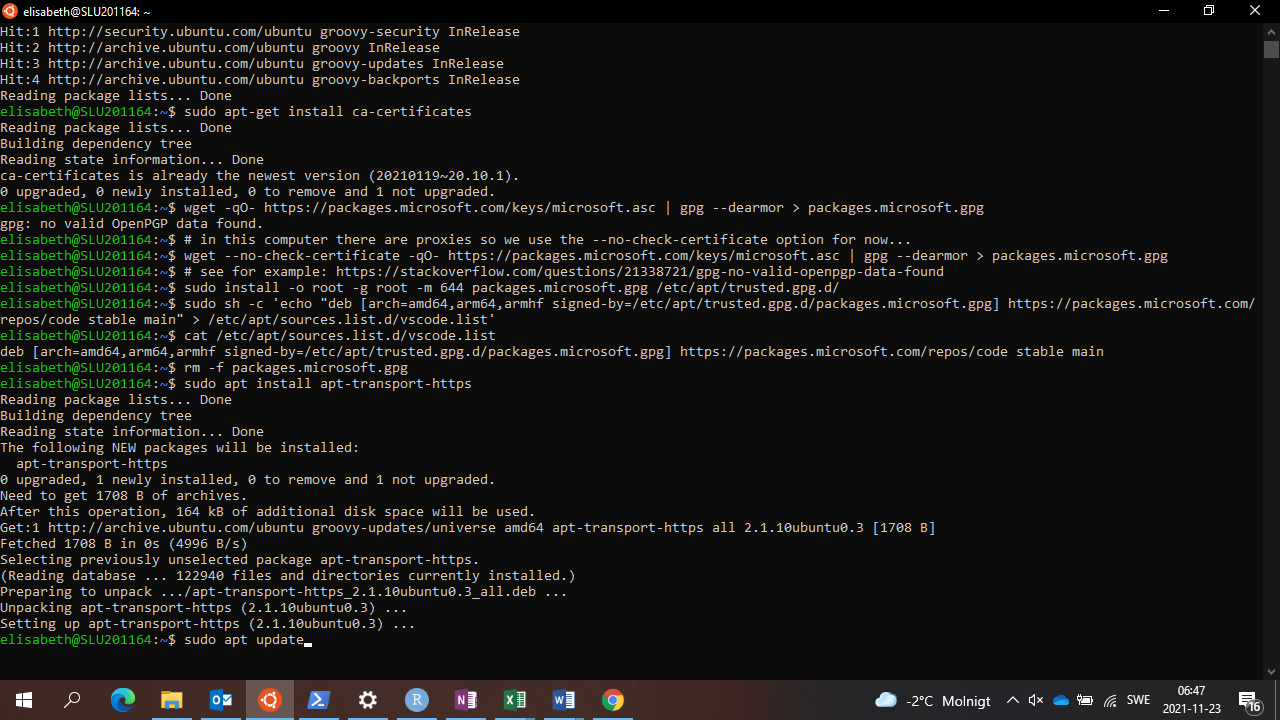 elisabeth@SLU201164: ~
Hit:1 http://security.ubuntu.com/ubuntu groovy-security InRelease
Hit:2 http://archive.ubuntu.com/ubuntu groovy InRelease
Hit:3 http://archive.ubuntu.com/ubuntu groovy-updates InRelease
Hit:4 http://archive.ubuntu.com/ubuntu groovy-backports InRelease
Reading package lists... Done
elisabeth@SLU201164:~$ sudo apt-get install ca-certificates
Reading package lists... Done
Building dependency tree
Reading state information... Done
ca-certificates is already the newest version (20210119~20.10.1).
0 upgraded, 0 newly installed, 0 to remove and 1 not upgraded.
elisabeth@SLU201164:~$ wget -qO- https://packages.microsoft.com/keys/microsoft.asc | gpg --dearmor > packages.microsoft.gpg
gpg: no valid OpenPGP data found.
elisabeth@SLU201164:~$ # in this computer there are proxies so we use the --no-check-certificate option for now...
elisabeth@SLU201164:~$ wget --no-check-certificate -qO- https://packages.microsoft.com/keys/microsoft.asc | gpg --dearmor > packages.microsoft.gpg
elisabeth@SLU201164:~$ # see for example: https://stackoverflow.com/questions/21338721/gpg-no-valid-openpgp-data-found
elisabeth@SLU201164:~$ sudo install -o root -g root -m 644 packages.microsoft.gpg /etc/apt/trusted.gpg.d/
elisabeth@SLU201164:~$ sudo sh -c 'echo "deb [arch=amd64,arm64,armhf signed-by=/etc/apt/trusted.gpg.d/packages.microsoft.gpg] https://packages.microsoft.com/
repos/code stable main" > /etc/apt/sources.list.d/vscode.list'
elisabeth@SLU201164:~$ cat /etc/apt/sources.list.d/vscode.list
deb [arch=amd64,arm64,armhf signed-by=/etc/apt/trusted.gpg.d/packages.microsoft.gpg] https://packages.microsoft.com/repos/code stable main
elisabeth@SLU201164:~$ rm -f packages.microsoft.gpg
elisabeth@SLU201164:~$ sudo apt install apt-transport-https
Reading package lists... Done
Building dependency tree
Reading state information... Done
The following NEW packages will be installed:
  apt-transport-https
0 upgraded, 1 newly installed, 0 to remove and 1 not upgraded.
Need to get 1708 B of archives.
After this operation, 164 kB of additional disk space will be used.
Get:1 http://archive.ubuntu.com/ubuntu groovy-updates/universe amd64 apt-transport-https all 2.1.10ubuntu0.3 [1708 B]
Fetched 1708 B in 0s (4996 B/s)
Selecting previously unselected package apt-transport-https.
(Reading database ... 122940 files and directories currently installed.)
Preparing to unpack .../apt-transport-https_2.1.10ubuntu0.3_all.deb ...
Unpacking apt-transport-https (2.1.10ubuntu0.3) ...
Setting up apt-transport-https (2.1.10ubuntu0.3) ...
elisabeth@SLU201164:~$ sudo apt update
-2°C Molnigt
SWE
06:47
2021-11-23
16